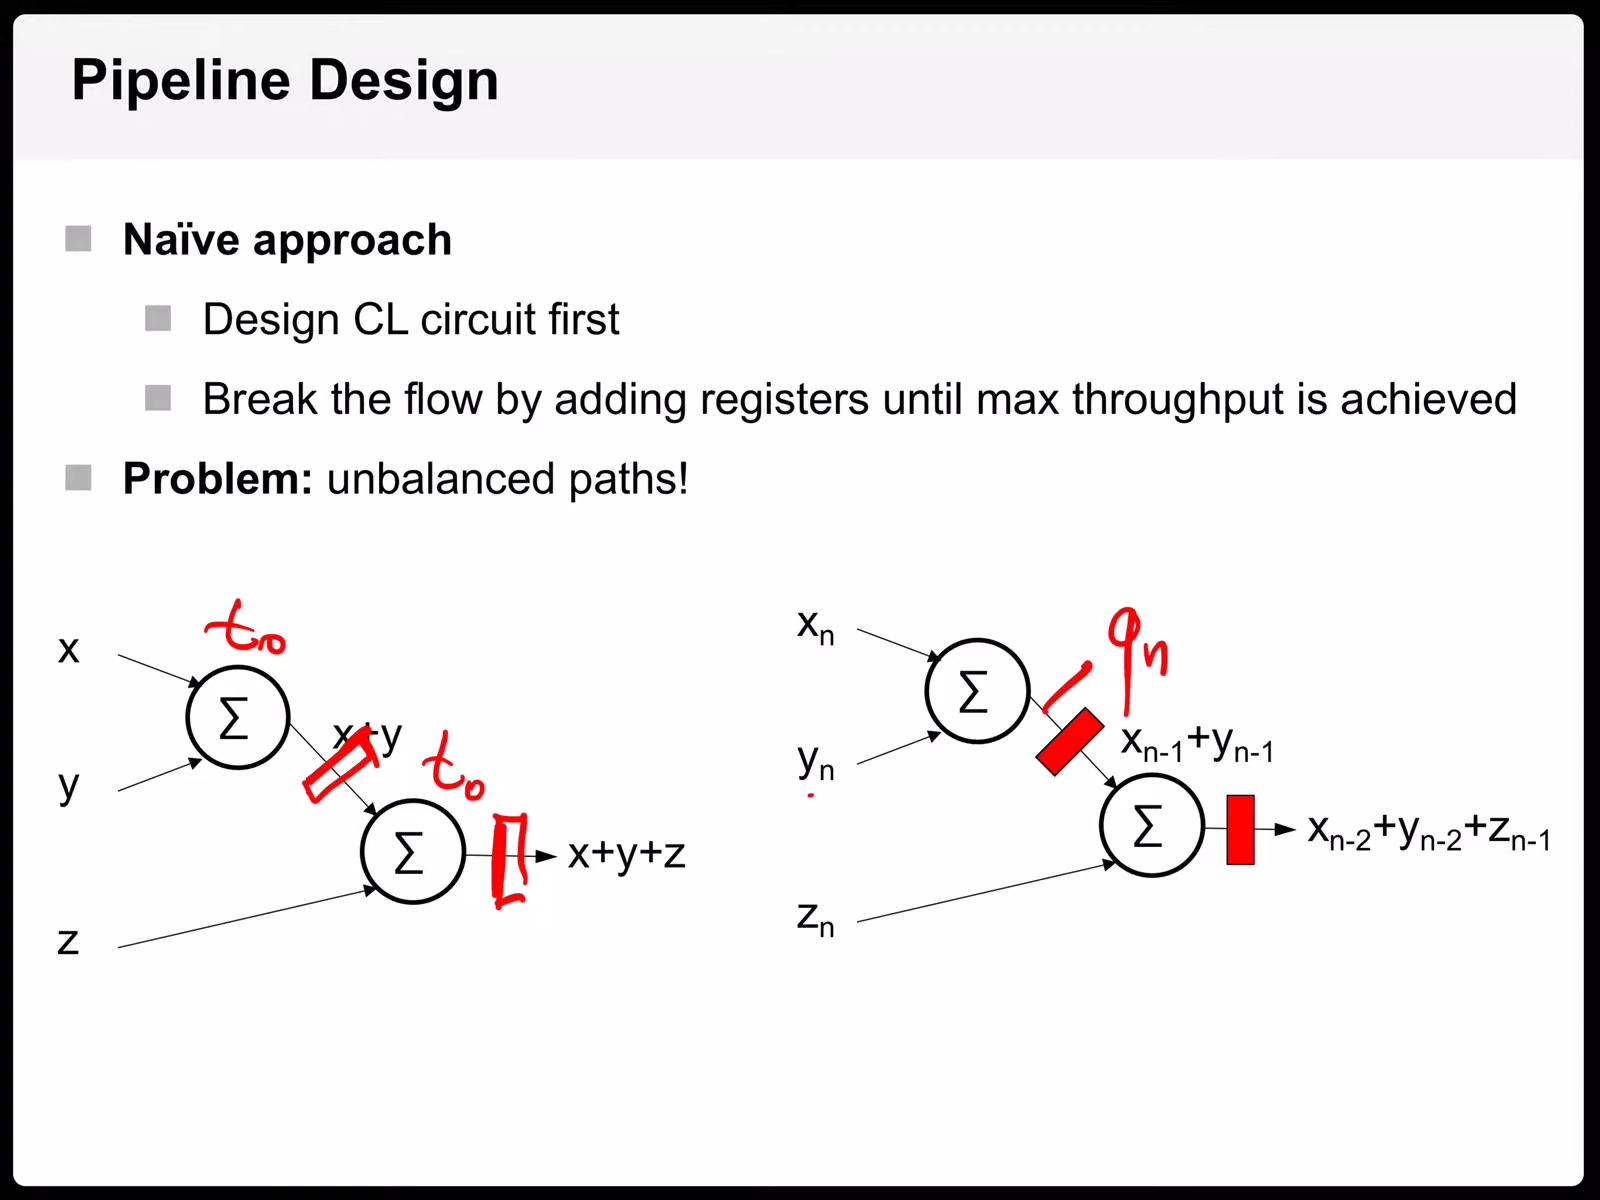 Pipeline Design
Naïve approach
Design CL circuit first
Break the flow by adding registers until max throughput is achieved
Problem: unbalanced paths!
x
t₀
Σ
y
x+y
t₀
Σ
x+y+z
z
xₙ
Σ
qₙ
yₙ
xₙ₋₁+yₙ₋₁
Σ
xₙ₋₂+yₙ₋₂+zₙ₋₁
zₙ